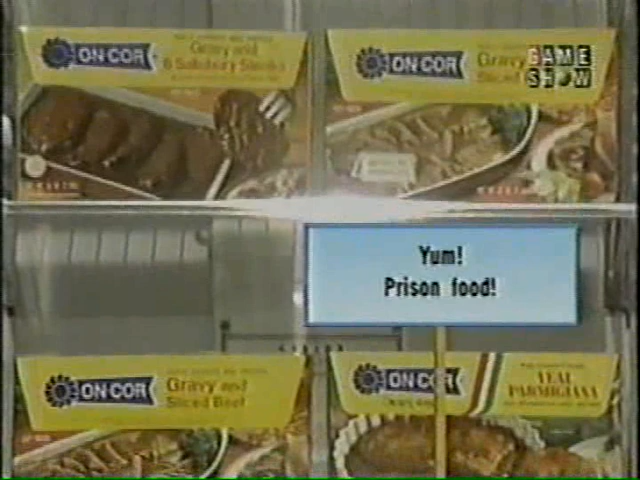 ON-COR
Gravy and
6 Salisbury Steaks
ON-COR
Gravy
Sliced
GAME
SHOW
Yum!
Prison food!
ON-COR
Gravy and
Sliced Beef
ON-COR
VEAL
PARMIGIANA